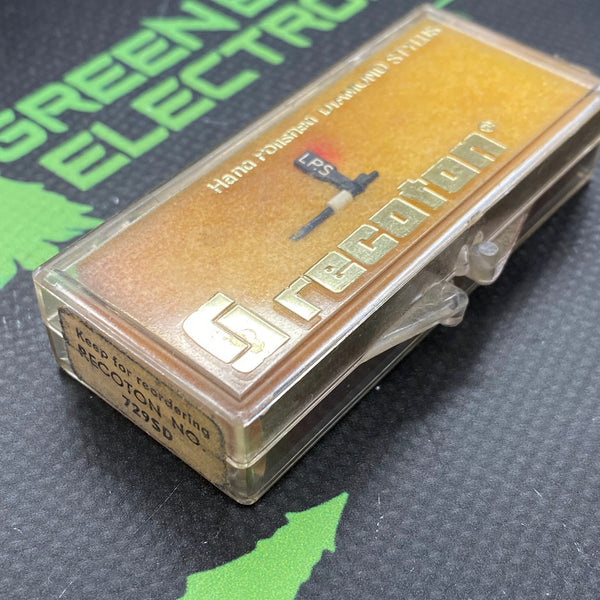 GREEN E
ELECTRO
Hand Polished DIAMOND STYLUS
LPS
recoton®
Keep for reordering
RECOTON NO
729SD